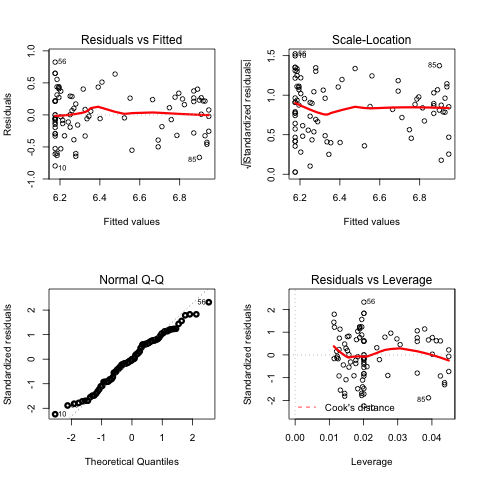 Residuals vs Fitted
Residuals
-1.0 0.0 0.5 1.0
56
10
85
6.2 6.4 6.6 6.8
Fitted values
Scale-Location
√|Standardized residuals|
0.0 0.5 1.0 1.5
85
6.2 6.4 6.6 6.8
Fitted values
Normal Q-Q
Standardized residuals
-2 -1 0 1 2
56
10
-2 -1 0 1 2
Theoretical Quantiles
Residuals vs Leverage
Standardized residuals
-2 -1 0 1 2
56
85
Cook's distance
0.00 0.01 0.02 0.03 0.04
Leverage